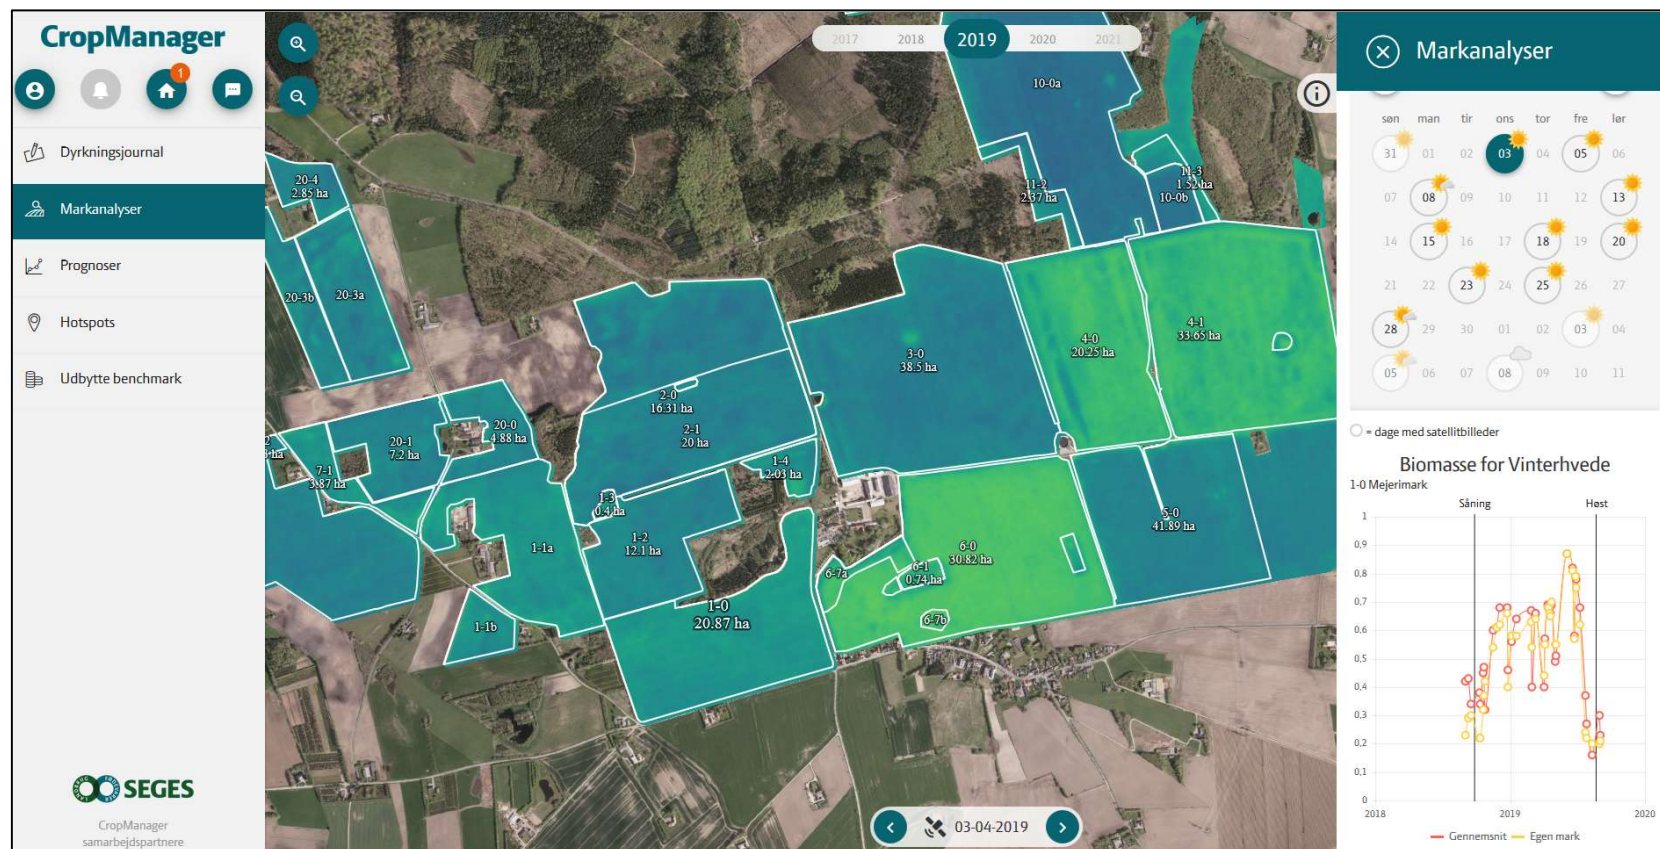 CropManager
1
Dyrkningsjournal
Markanalyser
Prognoser
Hotspots
Udbytte benchmark
SEGES
CropManager
samarbejdspartnere
2017 2018 2019 2020 2021
10-0a
11-3
1.52 ha
11-2
2.37 ha
10-0b
20-4
2.85 ha
20-3b
20-3a
4-1
33.65 ha
4-0
20.25 ha
3-0
38.5 ha
2-0
16.31 ha
2-1
20 ha
20-0
4.88 ha
20-1
7.2 ha
7-1
3.87 ha
1-4
2.03 ha
1-3
0.4 ha
1-2
12.1 ha
1-1a
5-0
41.89 ha
6-0
30.82 ha
6-1
0.74 ha
6-7a
6-7b
1-0
20.87 ha
1-1b
03-04-2019
Markanalyser
søn man tir ons tor fre lør
31 01 02 03 04 05 06
07 08 09 10 11 12 13
14 15 16 17 18 19 20
21 22 23 24 25 26 27
28 29 30 01 02 03 04
05 06 07 08 09 10 11
= dage med satellitbilleder
Biomasse for Vinterhvede
1-0 Mejerimark
Såning Høst
1
0,9
0,8
0,7
0,6
0,5
0,4
0,3
0,2
0,1
0
2018 2019 2020
Gennemsnit Egen mark